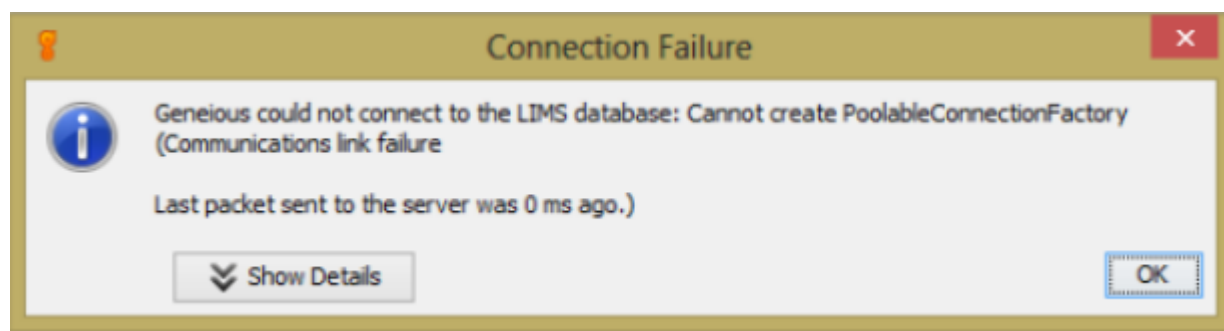 Connection Failure
Geneious could not connect to the LIMS database: Cannot create PoolableConnectionFactory
(Communications link failure
Last packet sent to the server was 0 ms ago.)
Show Details
OK